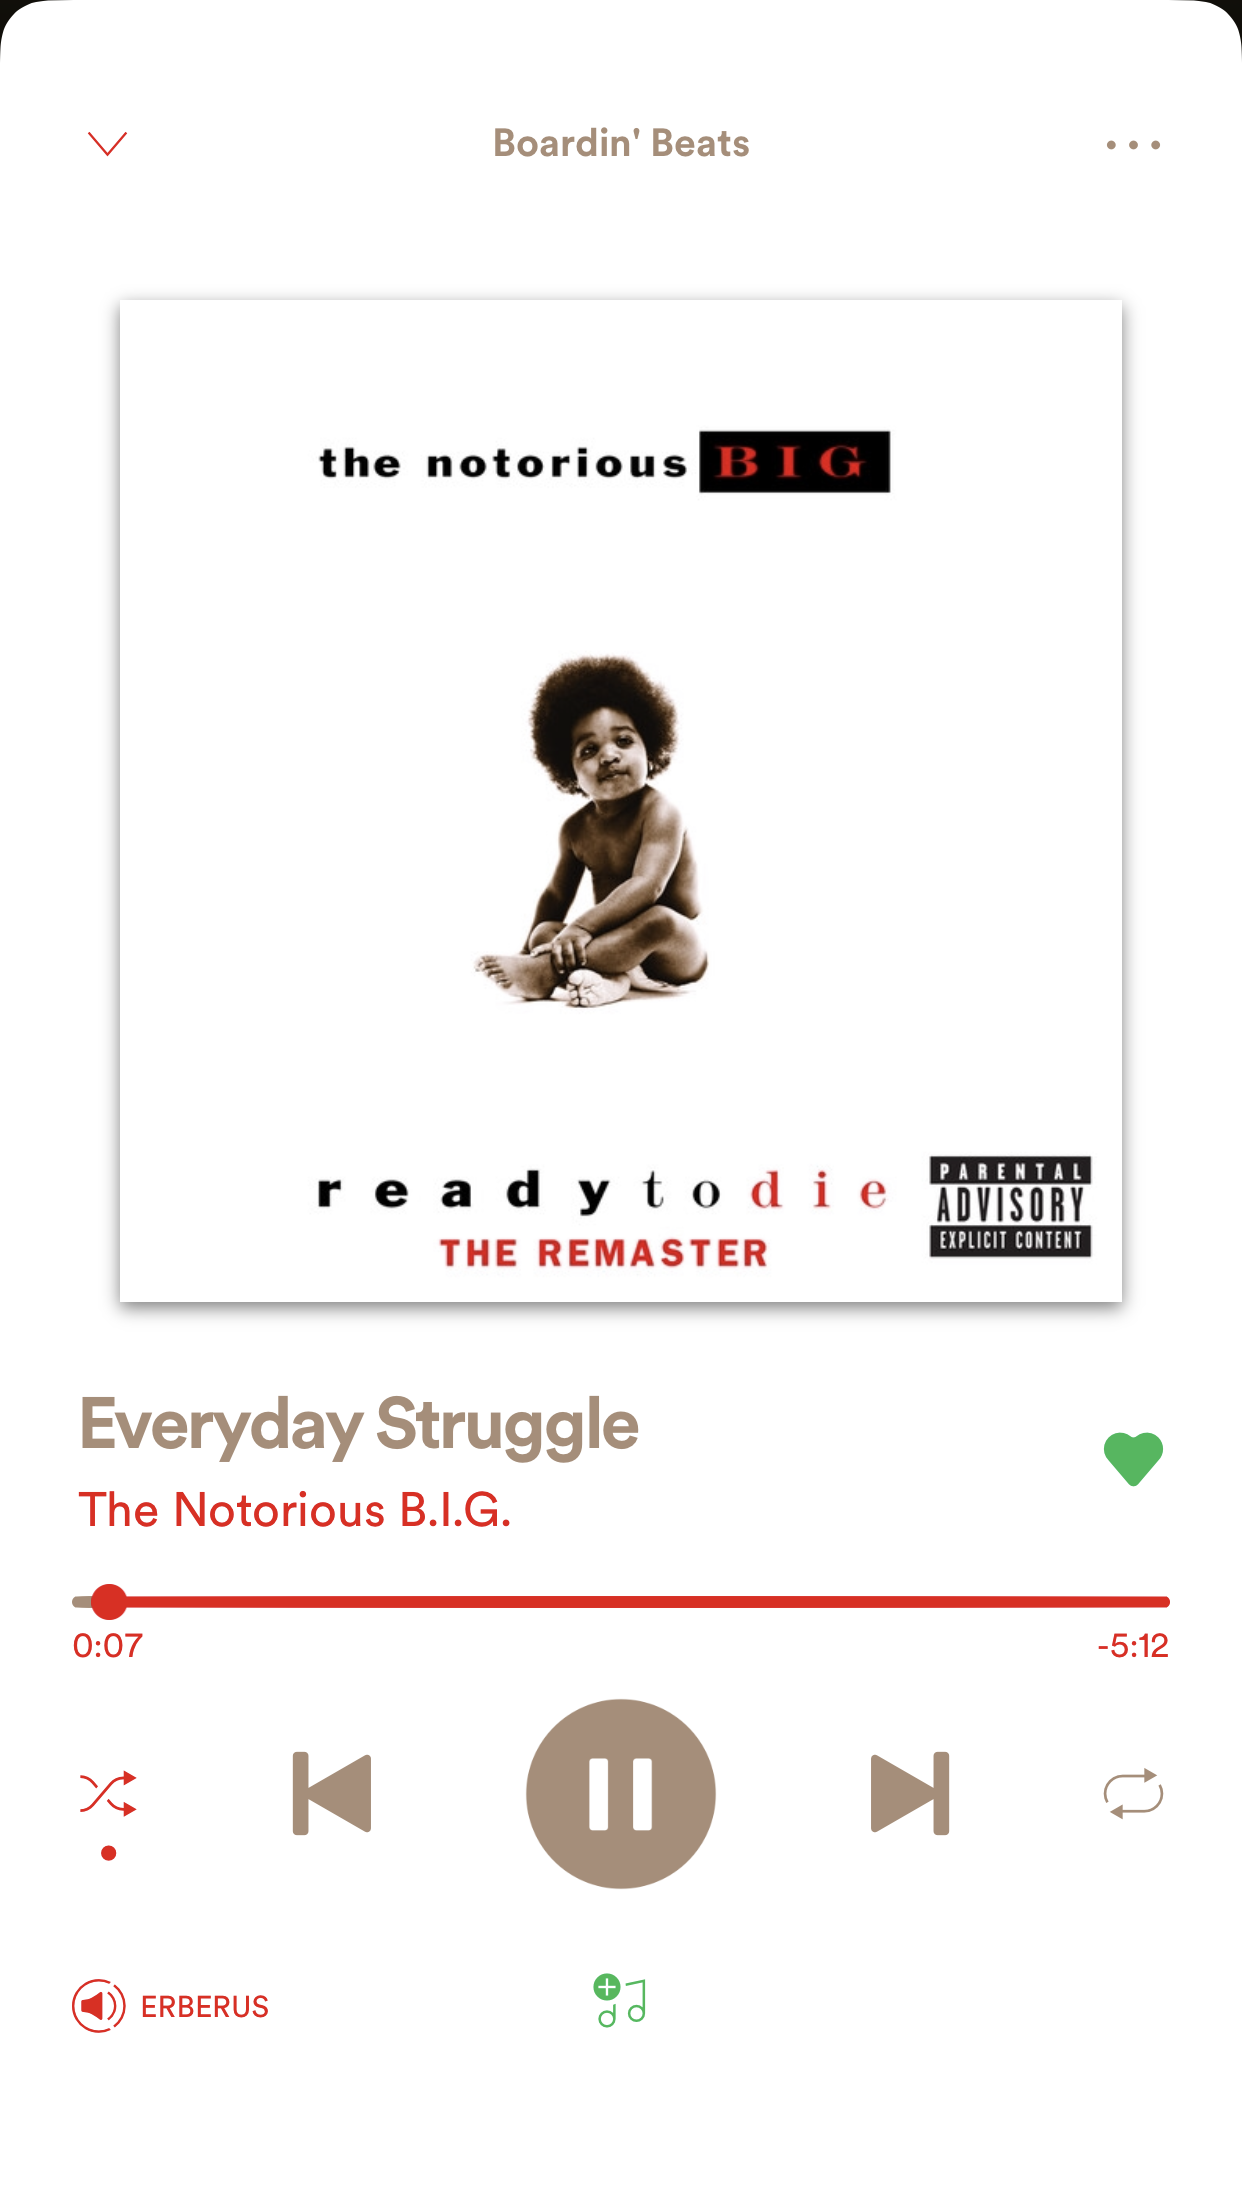 Boardin' Beats
the notorious BIG
ready to die
THE REMASTER
PARENTAL
ADVISORY
EXPLICIT CONTENT
Everyday Struggle
The Notorious B.I.G.
0:07
-5:12
ERBERUS